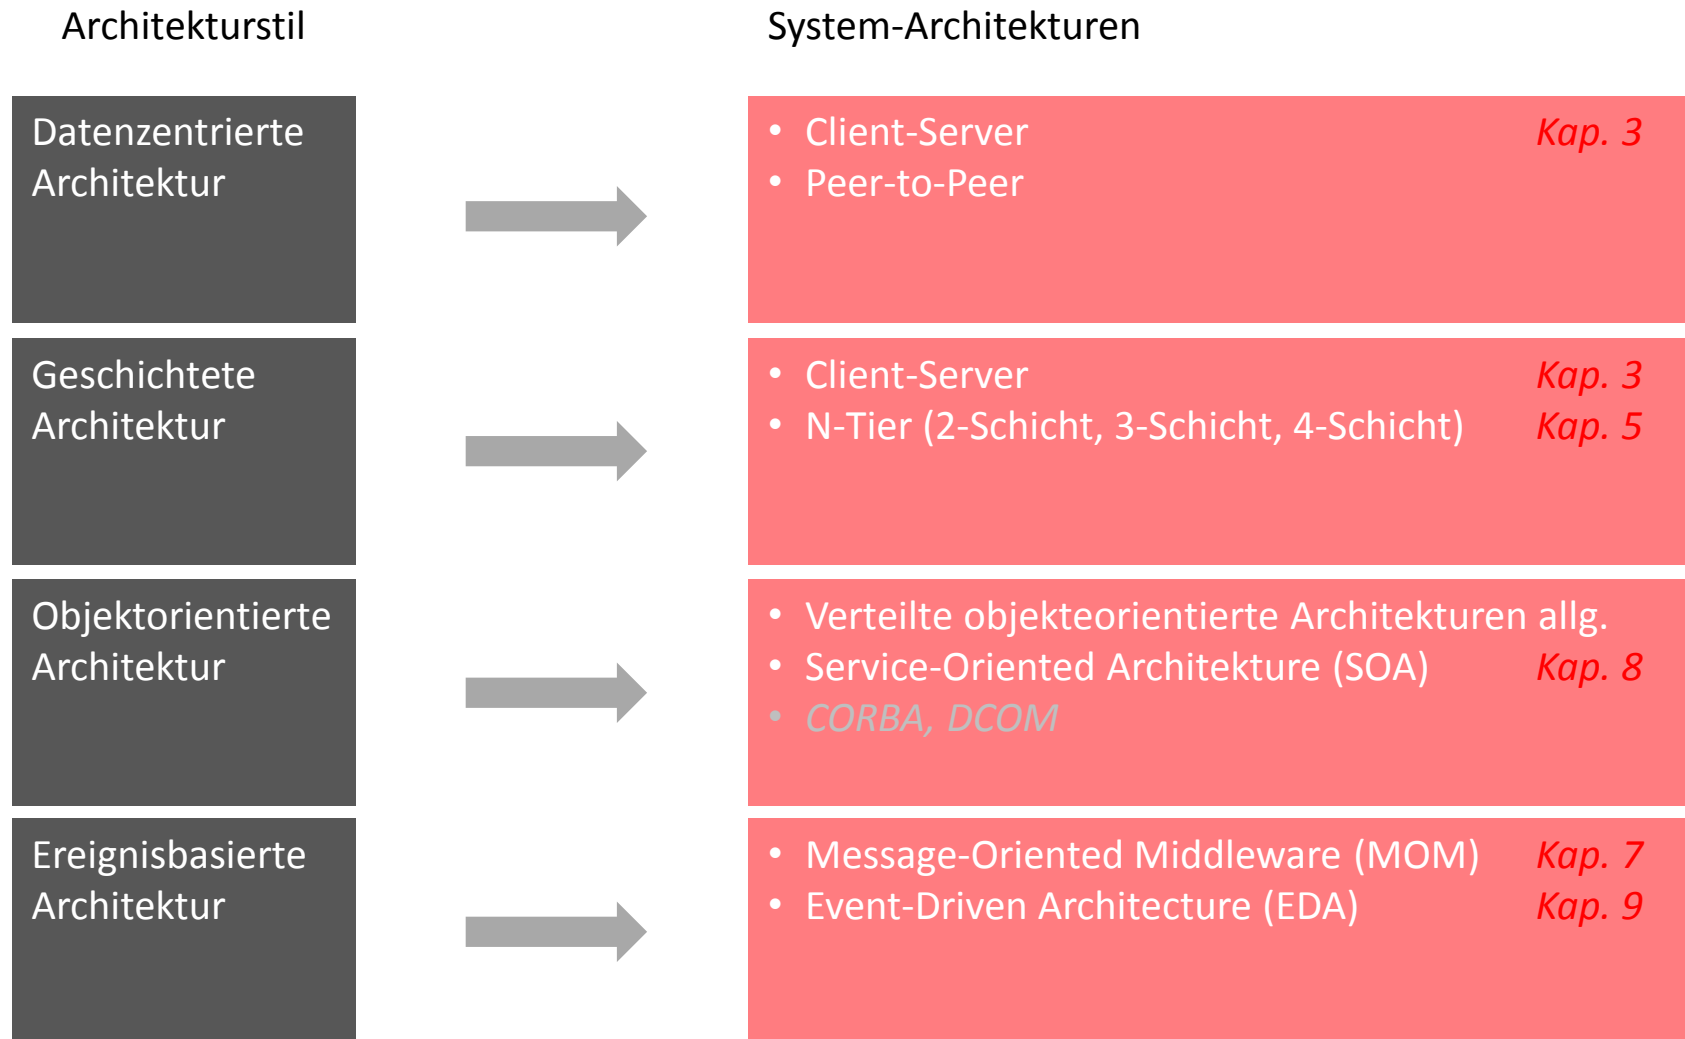 Architekturstil
System-Architekturen
Datenzentrierte
Architektur
• Client-Server Kap. 3
• Peer-to-Peer
Geschichtete
Architektur
• Client-Server Kap. 3
• N-Tier (2-Schicht, 3-Schicht, 4-Schicht) Kap. 5
Objektorientierte
Architektur
• Verteilte objekteorientierte Architekturen allg.
• Service-Oriented Architekture (SOA) Kap. 8
• CORBA, DCOM
Ereignisbasierte
Architektur
• Message-Oriented Middleware (MOM) Kap. 7
• Event-Driven Architecture (EDA) Kap. 9